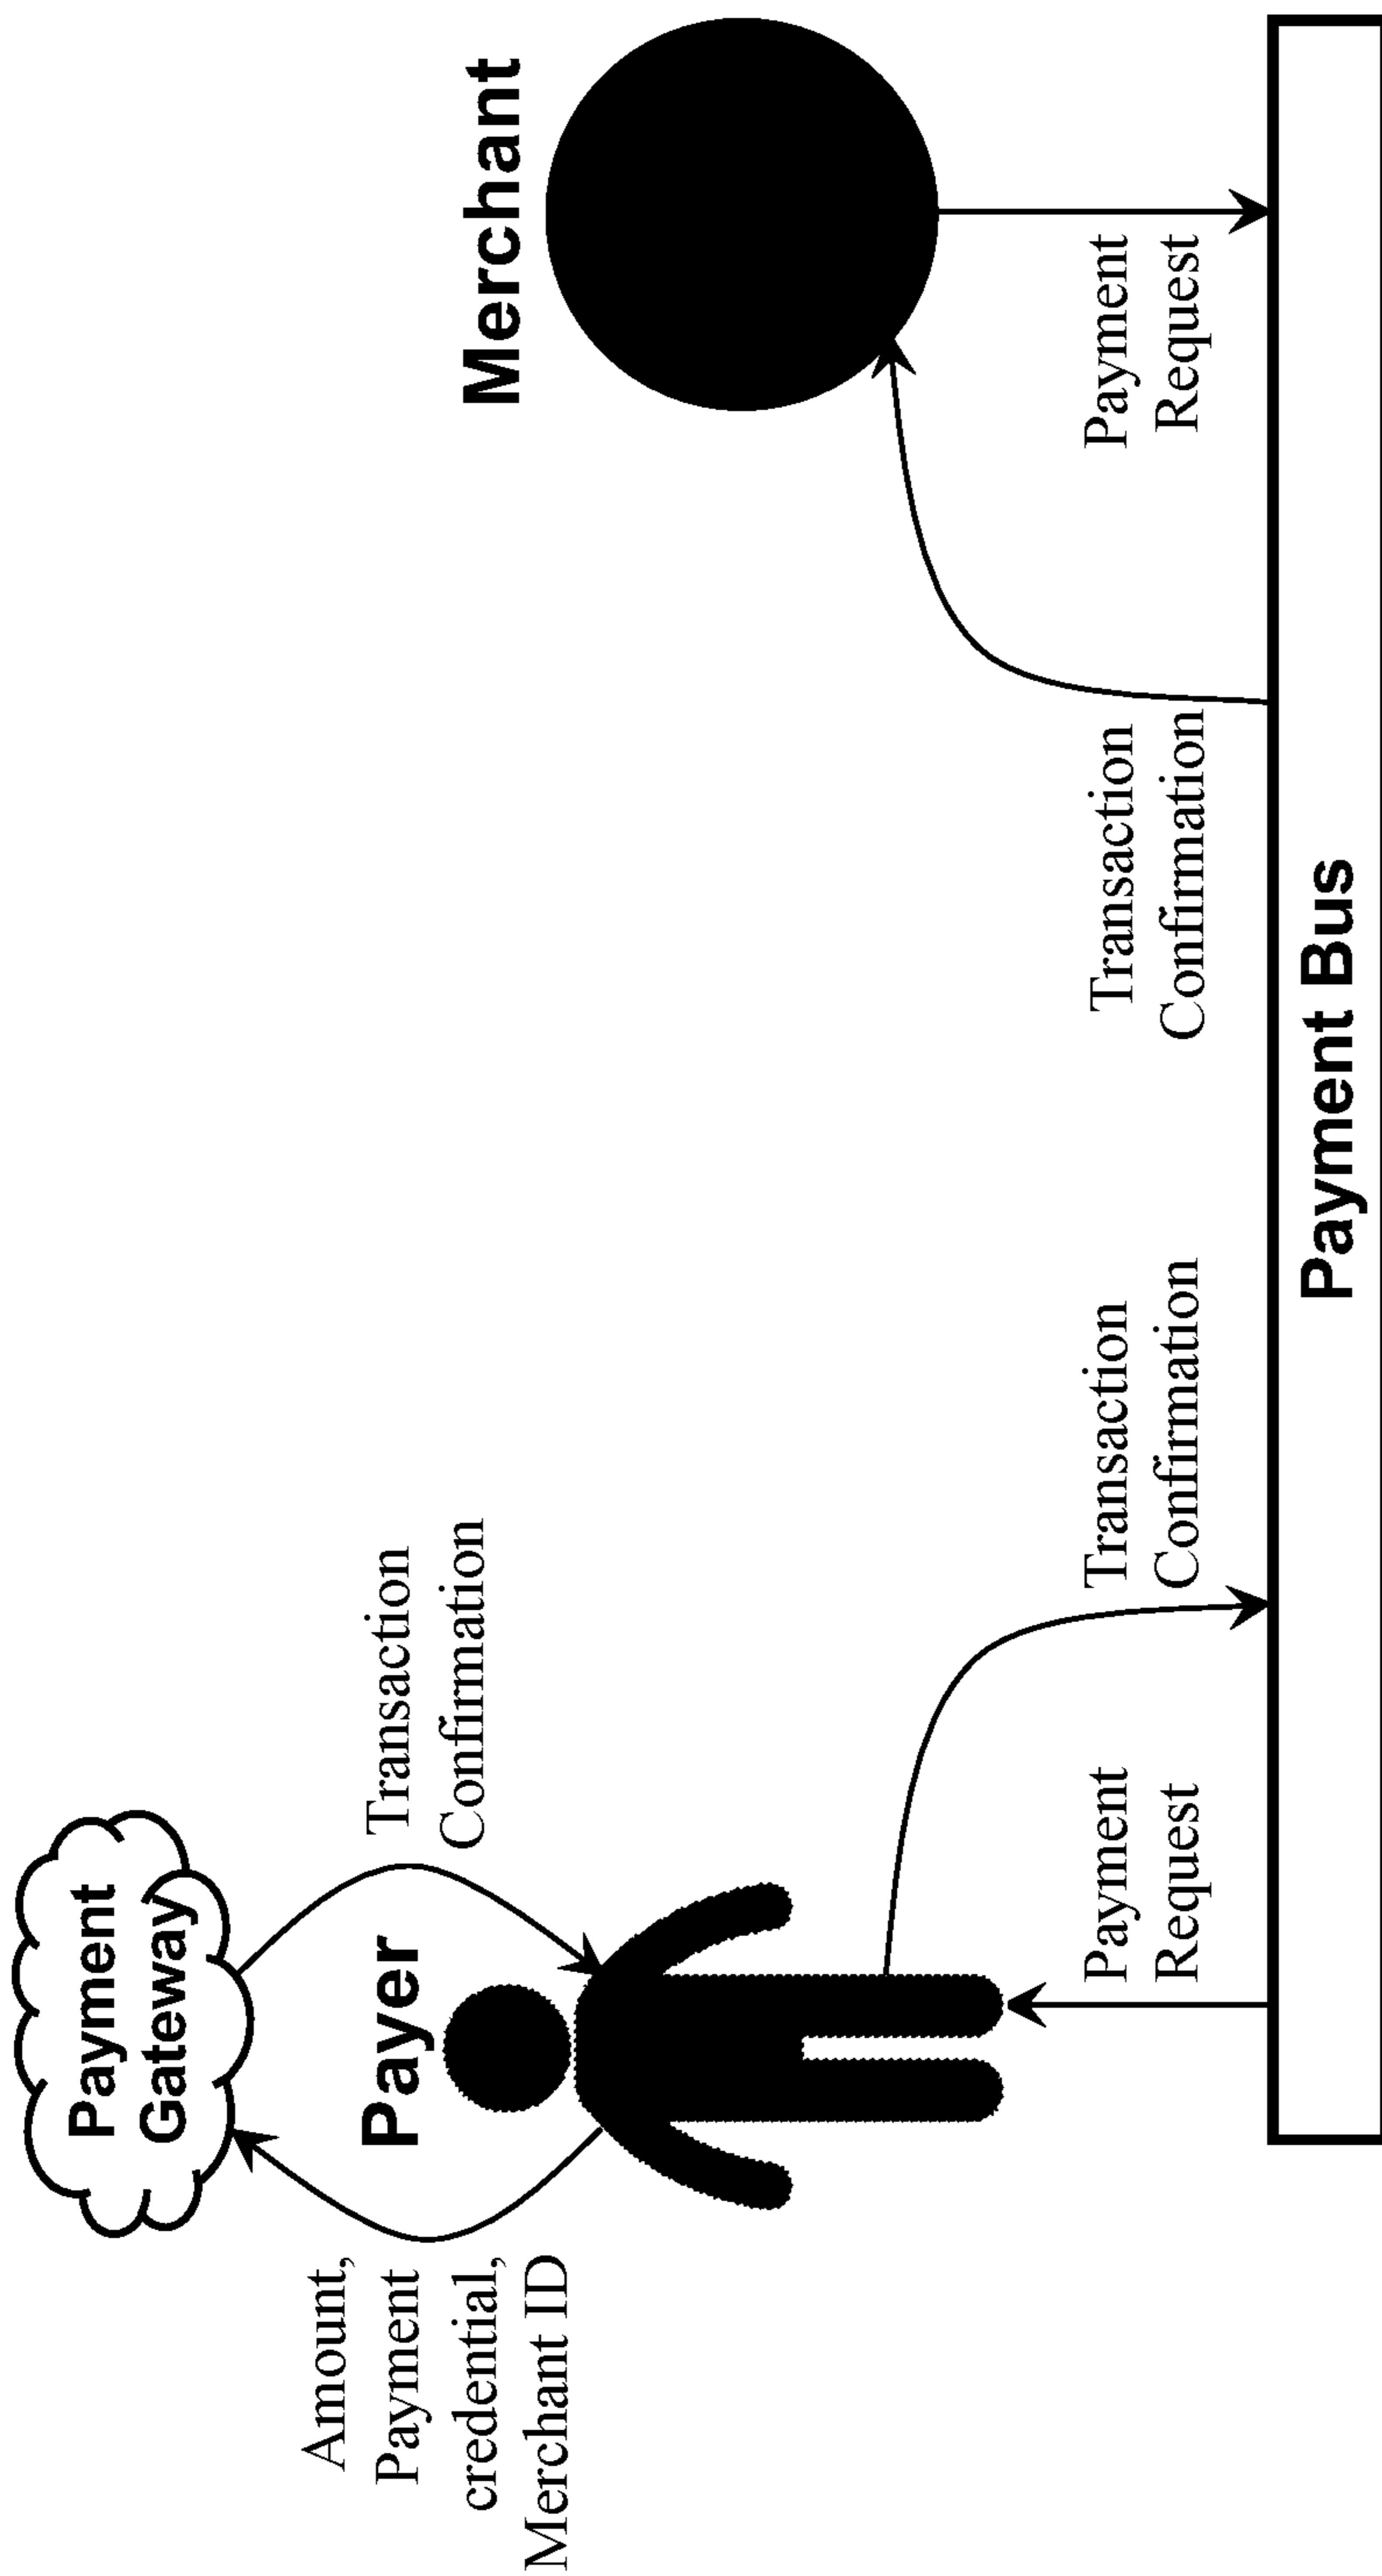 Payment
Gateway
Transaction
Confirmation
Amount,
Payment
credential,
Merchant ID
Payer
Merchant
Payment
Request
Transaction
Confirmation
Transaction
Confirmation
Payment
Request
Payment Bus